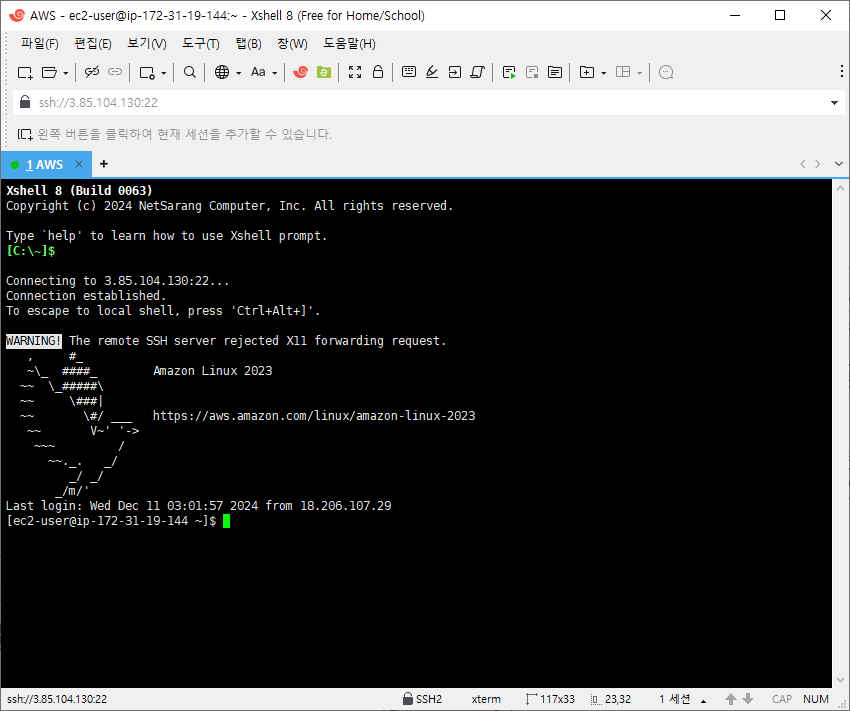 AWS - ec2-user@ip-172-31-19-144:~ - Xshell 8 (Free for Home/School)
파일(F) 편집(E) 보기(V) 도구(T) 탭(B) 창(W) 도움말(H)
Aa
ssh://3.85.104.130:22
왼쪽 버튼을 클릭하여 현재 세션을 추가할 수 있습니다.
1 AWS × +
Xshell 8 (Build 0063)
Copyright (c) 2024 NetSarang Computer, Inc. All rights reserved.
Type `help' to learn how to use Xshell prompt.
[C:\~]$
Connecting to 3.85.104.130:22...
Connection established.
To escape to local shell, press 'Ctrl+Alt+]'.
WARNING! The remote SSH server rejected X11 forwarding request.
   ,     #_
   ~\_  ####_        Amazon Linux 2023
  ~~  \_#####\
  ~~     \###|
  ~~       \#/ ___   https://aws.amazon.com/linux/amazon-linux-2023
   ~~       V~' '->
    ~~~         /
      ~~._.   _/
         _/ _/
       _/m/'
Last login: Wed Dec 11 03:01:57 2024 from 18.206.107.29
[ec2-user@ip-172-31-19-144 ~]$
ssh://3.85.104.130:22 SSH2 xterm 117x33 23,32 1 세션 CAP NUM